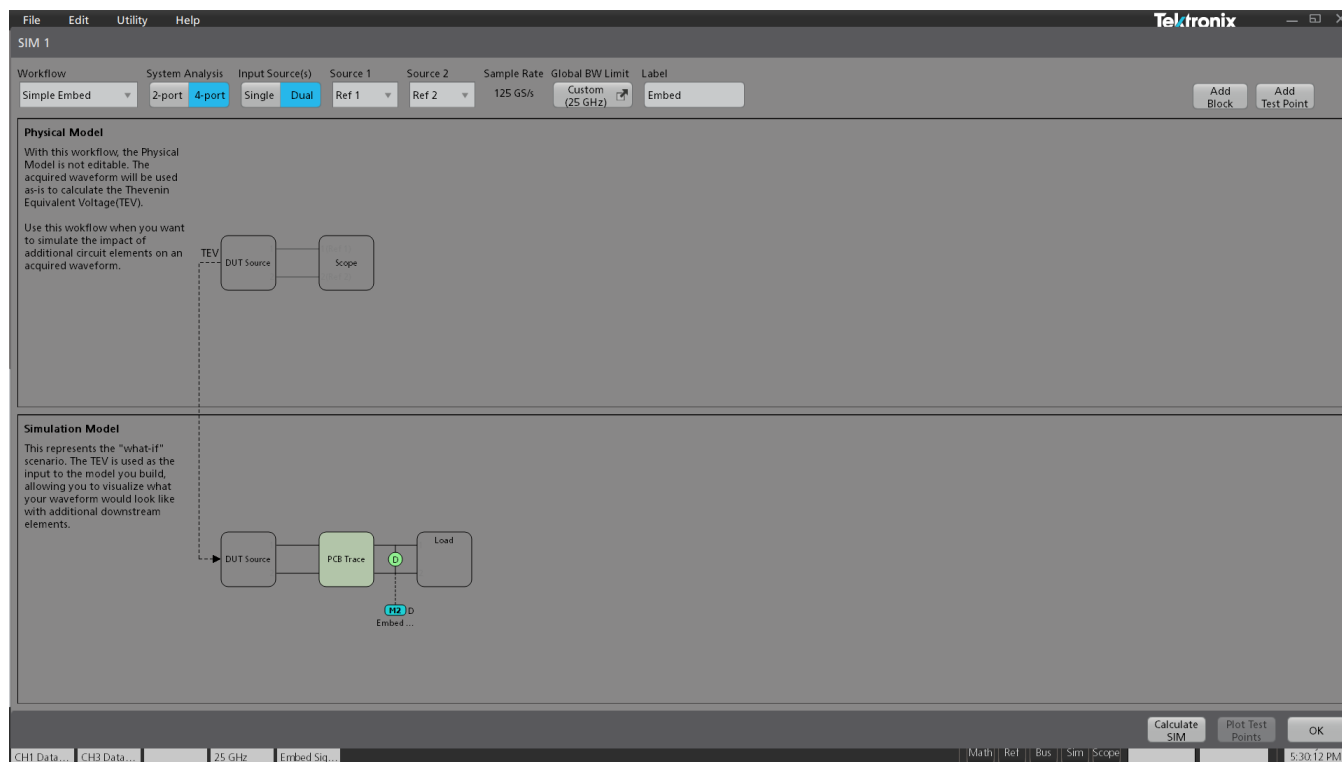 File Edit Utility Help
Tektronix
SIM 1
Workflow System Analysis Input Source(s) Source 1 Source 2 Sample Rate Global BW Limit Label
Simple Embed 2-port 4-port Single Dual Ref 1 Ref 2 125 GS/s Custom (25 GHz) Embed
Add Block
Add Test Point
Physical Model
With this workflow, the Physical
Model is not editable. The
acquired waveform will be used
as-is to calculate the Thevenin
Equivalent Voltage(TEV).
Use this wokflow when you want
to simulate the impact of
additional circuit elements on an
acquired waveform.
TEV
DUT Source
Scope
Simulation Model
This represents the "what-if"
scenario. The TEV is used as the
input to the model you build,
allowing you to visualize what
your waveform would look like
with additional downstream
elements.
DUT Source
PCB Trace
D
Load
M2 D
Embed ...
Calculate SIM
Plot Test Points
OK
CH1 Data... CH3 Data... 25 GHz Embed Sig... Math Ref Bus Sim Scope 5:30:12 PM